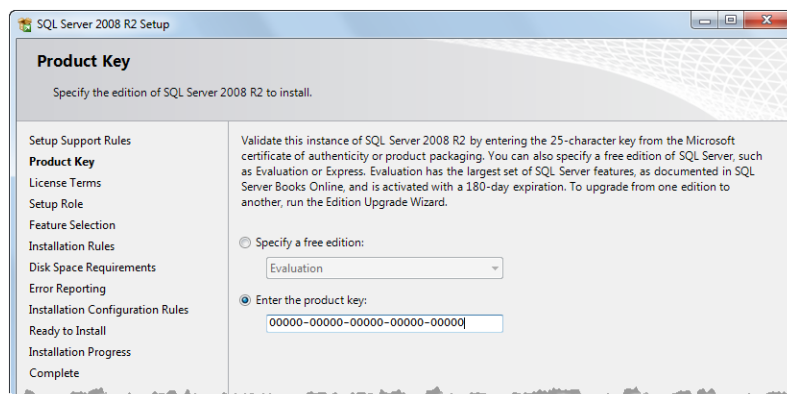 SQL Server 2008 R2 Setup
Product Key
Specify the edition of SQL Server 2008 R2 to install.
Setup Support Rules
Product Key
License Terms
Setup Role
Feature Selection
Installation Rules
Disk Space Requirements
Error Reporting
Installation Configuration Rules
Ready to Install
Installation Progress
Complete
Validate this instance of SQL Server 2008 R2 by entering the 25-character key from the Microsoft
certificate of authenticity or product packaging. You can also specify a free edition of SQL Server, such
as Evaluation or Express. Evaluation has the largest set of SQL Server features, as documented in SQL
Server Books Online, and is activated with a 180-day expiration. To upgrade from one edition to
another, run the Edition Upgrade Wizard.
Specify a free edition:
Evaluation
Enter the product key:
00000-00000-00000-00000-00000